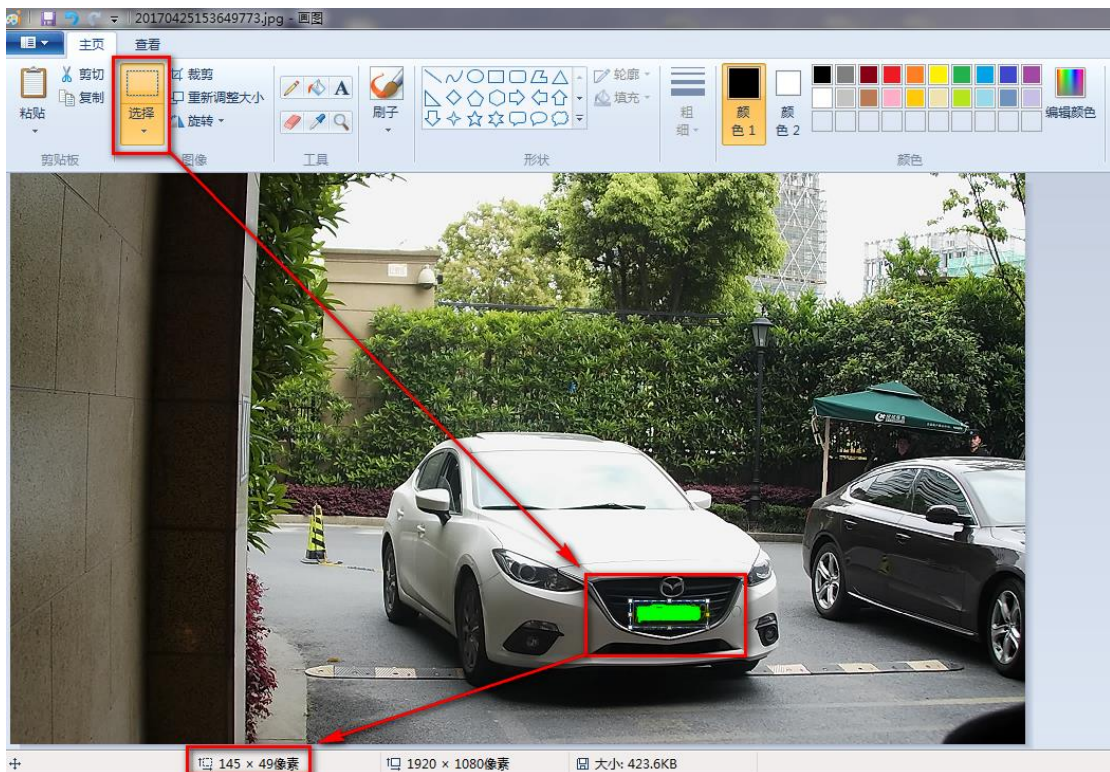 20170425153649773.jpg - 画图
主页 查看
粘贴
剪切
复制
剪贴板
选择
裁剪
重新调整大小
旋转
图像
A
工具
刷子
轮廓
填充
形状
粗
细
颜
色 1
颜
色 2
编辑颜色
颜色
145 × 49像素
1920 × 1080像素
大小: 423.6KB